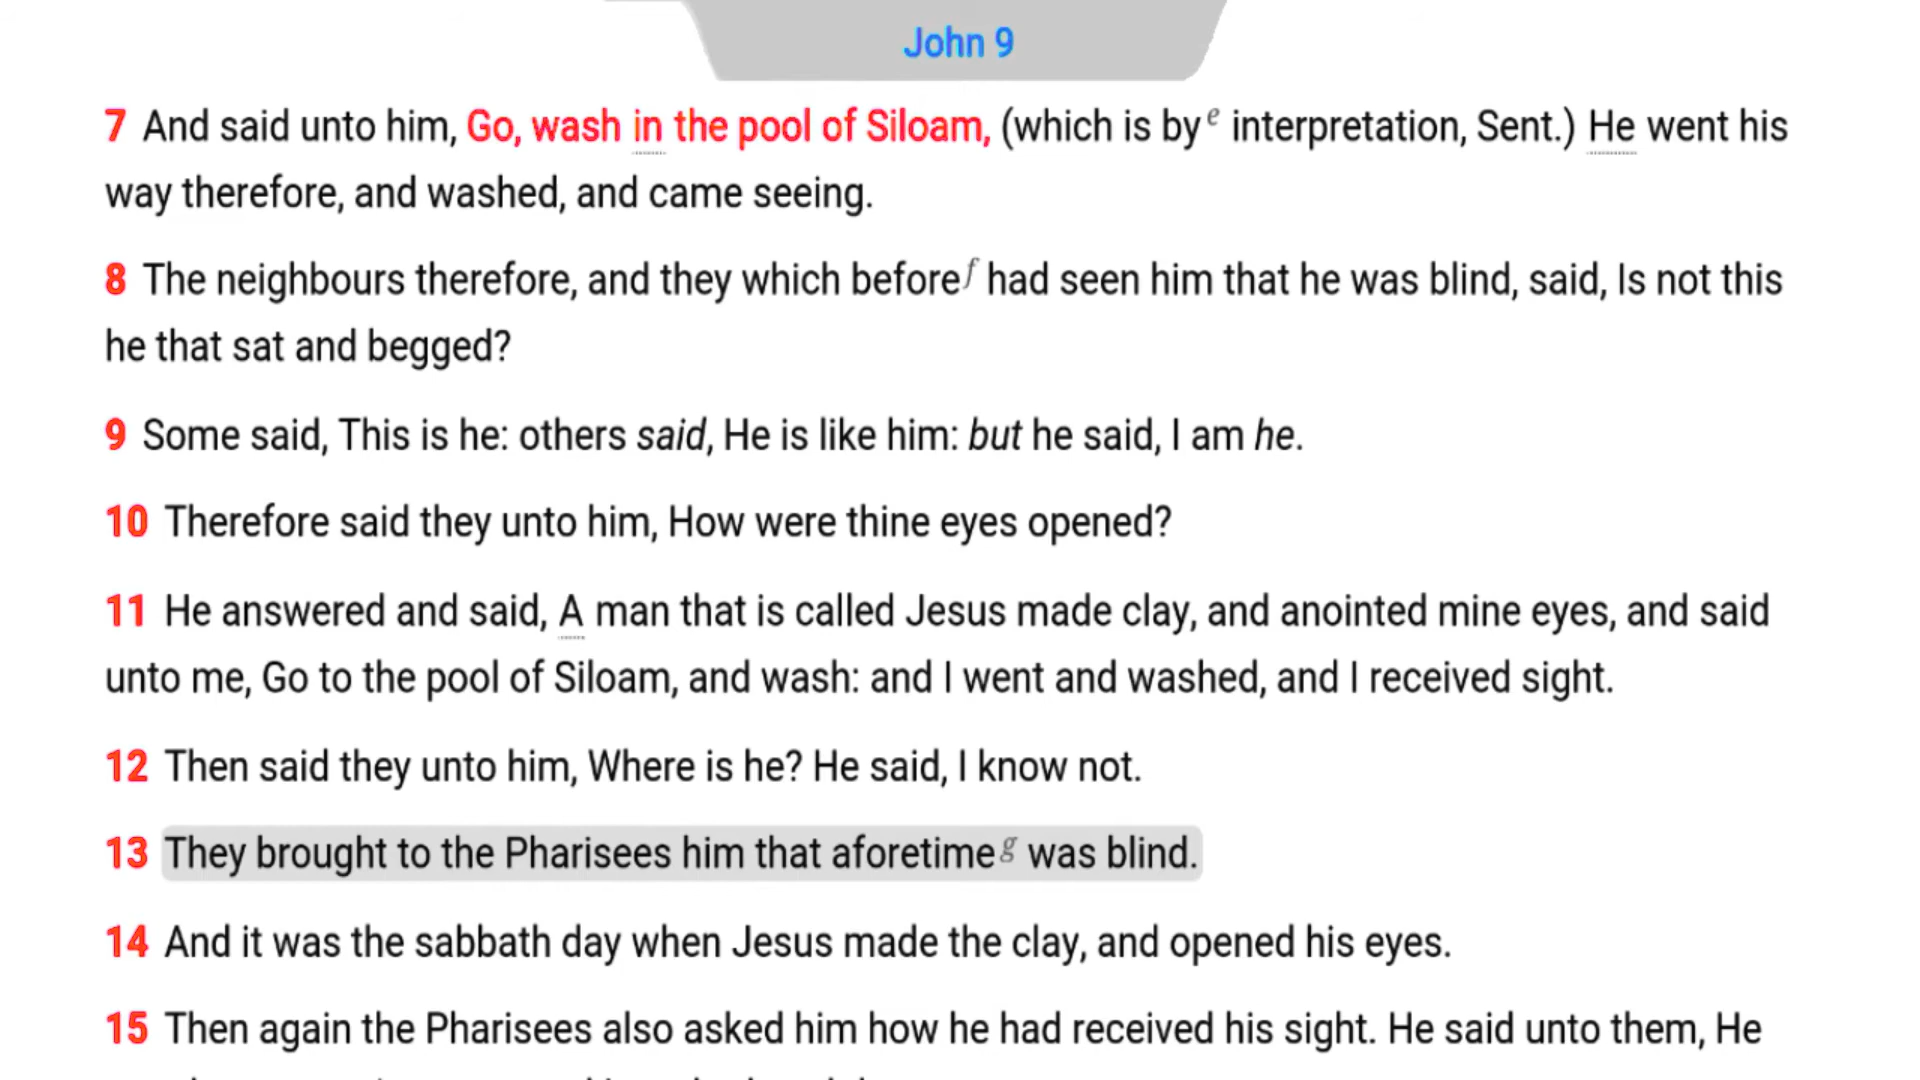 John 9
7 And said unto him, Go, wash in the pool of Siloam, (which is by e interpretation, Sent.) He went his
way therefore, and washed, and came seeing.
8 The neighbours therefore, and they which before f had seen him that he was blind, said, Is not this
he that sat and begged?
9 Some said, This is he: others said, He is like him: but he said, I am he.
10 Therefore said they unto him, How were thine eyes opened?
11 He answered and said, A man that is called Jesus made clay, and anointed mine eyes, and said
unto me, Go to the pool of Siloam, and wash: and I went and washed, and I received sight.
12 Then said they unto him, Where is he? He said, I know not.
13 They brought to the Pharisees him that aforetime g was blind.
14 And it was the sabbath day when Jesus made the clay, and opened his eyes.
15 Then again the Pharisees also asked him how he had received his sight. He said unto them, He